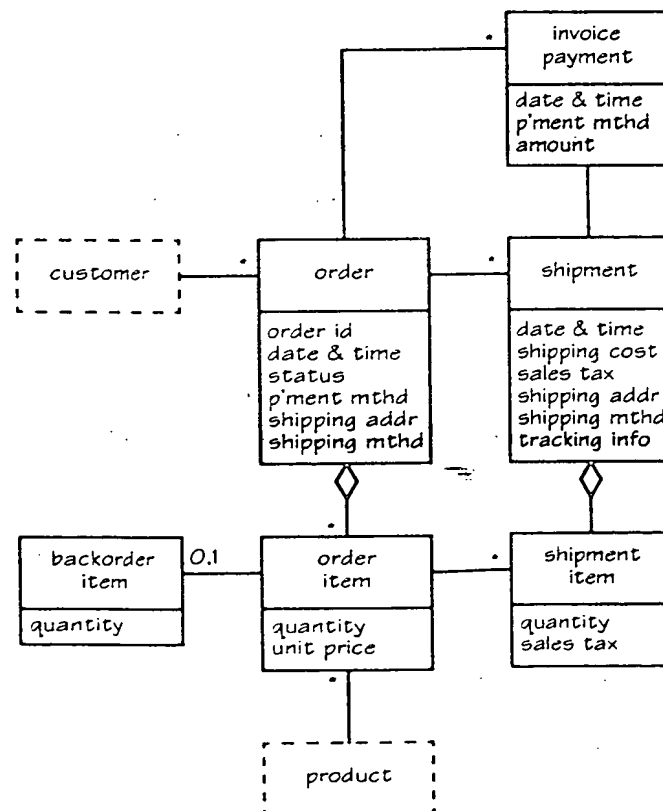 invoice
payment
date & time
p'ment mthd
amount
customer
order
order id
date & time
status
p'ment mthd
shipping addr
shipping mthd
shipment
date & time
shipping cost
sales tax
shipping addr
shipping mthd
tracking info
backorder
item
quantity
0.1
order
item
quantity
unit price
shipment
item
quantity
sales tax
product